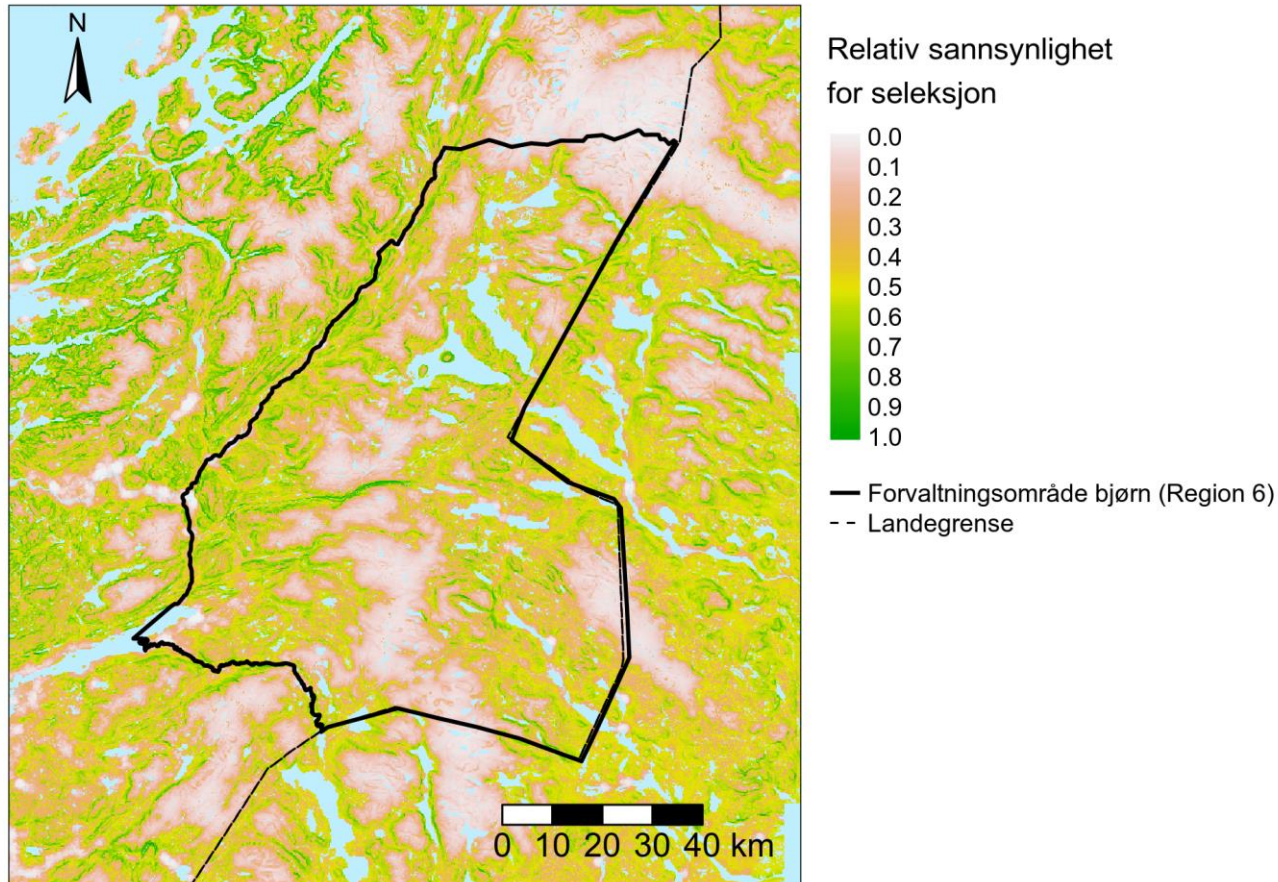 N
Relativ sannsynlighet
for seleksjon
0.0
0.1
0.2
0.3
0.4
0.5
0.6
0.7
0.8
0.9
1.0
Forvaltningsområde bjørn (Region 6)
Landegrense
0 10 20 30 40 km